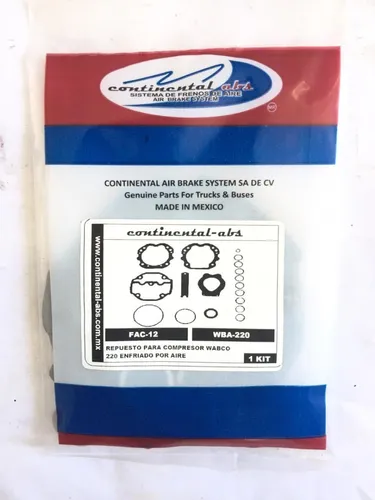 continental-abs
SISTEMA DE FRENOS DE AIRE
AIR BRAKE SYSTEM
CONTINENTAL AIR BRAKE SYSTEM SA DE CV
Genuine Parts For Trucks & Buses
MADE IN MEXICO
continental-abs
www.continental-abs.com.mx
FAC-12 WBA-220
REPUESTO PARA COMPRESOR WABCO
220 ENFRIADO POR AIRE
1 KIT